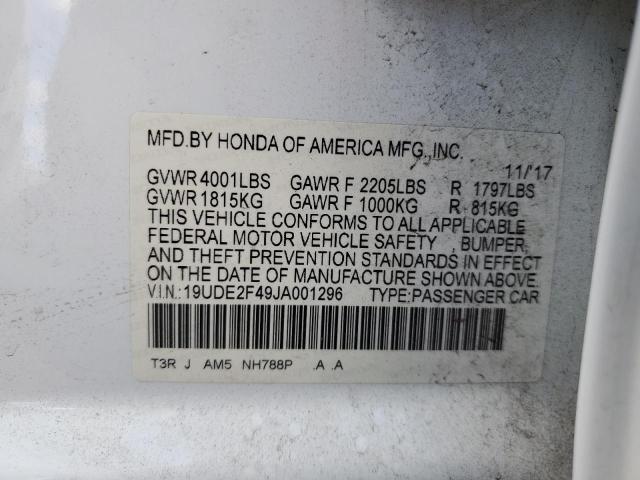 MFD.BY HONDA OF AMERICA MFG.,INC.
11/'17
GVWR 4001LBS GAWR F 2205LBS R 1797LBS
GVWR 1815KG GAWR F 1000KG R 815KG
THIS VEHICLE CONFORMS TO ALL APPLICABLE
FEDERAL MOTOR VEHICLE SAFETY BUMPER,
AND THEFT PREVENTION STANDARDS IN EFFECT
ON THE DATE OF MANUFACTURE SHOWN ABOVE.
V.I.N.:19UDE2F49JA001296 TYPE:PASSENGER CAR
T3R J AM5 NH788P .A .A